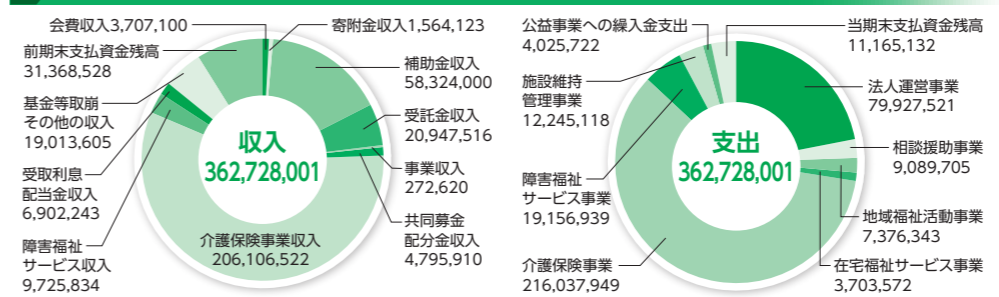 会費収入3,707,100
寄附金収入1,564,123
前期末支払資金残高
31,368,528
補助金収入
58,324,000
基金等取崩
その他の収入
19,013,605
受託金収入
20,947,516
収入
362,728,001
事業収入
272,620
受取利息
配当金収入
6,902,243
共同募金
配分金収入
4,795,910
障害福祉
サービス収入
9,725,834
介護保険事業収入
206,106,522
公益事業への繰入金支出
4,025,722
当期末支払資金残高
11,165,132
施設維持
管理事業
12,245,118
法人運営事業
79,927,521
支出
362,728,001
相談援助事業
9,089,705
障害福祉
サービス事業
19,156,939
地域福祉活動事業
7,376,343
介護保険事業
216,037,949
在宅福祉サービス事業
3,703,572